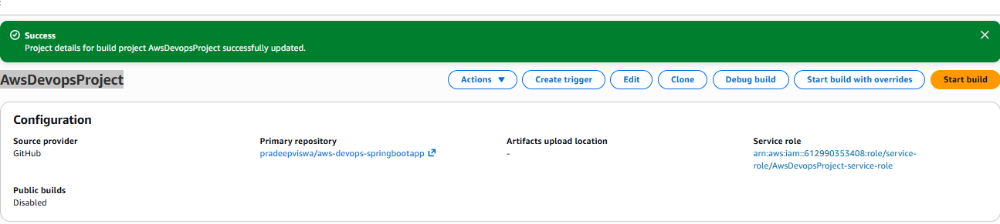 Success
Project details for build project AwsDevopsProject successfully updated.
AwsDevopsProject
Actions
Create trigger
Edit
Clone
Debug build
Start build with overrides
Start build
Configuration
Source provider
GitHub
Primary repository
pradeepviswa/aws-devops-springbootapp
Artifacts upload location
-
Service role
arn:aws:iam::612990353408:role/service-
role/AwsDevopsProject-service-role
Public builds
Disabled